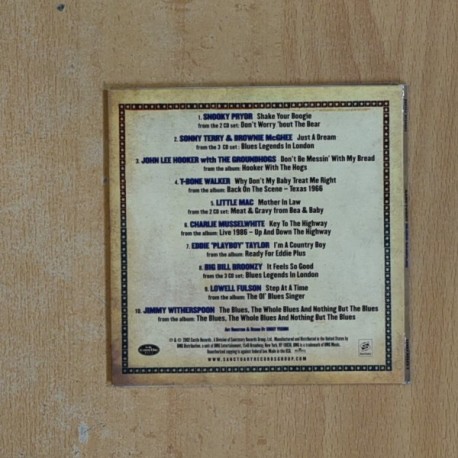 1. SNOOKY PRYOR Shake Your Boogie
from the 2 CD set: Don't Worry 'bout The Bear
2. SONNY TERRY & BROWNIE McGHEE Just A Dream
from the 3 CD set: Blues Legends In London
3. JOHN LEE HOOKER with THE GROUNDHOGS Don't Be Messin' With My Bread
from the album: Hooker With The Hogs
4. T-BONE WALKER Why Don't My Baby Treat Me Right
from the album: Back On The Scene – Texas 1966
5. LITTLE MAC Mother In Law
from the 2 CD set: Meat & Gravy from Bea & Baby
6. CHARLIE MUSSELWHITE Key To The Highway
from the album: Live 1986 – Up And Down The Highway
7. EDDIE "PLAYBOY" TAYLOR I'm A Country Boy
from the album: Ready For Eddie Plus
8. BIG BILL BROONZY It Feels So Good
from the 3 CD set: Blues Legends In London
9. LOWELL FULSON Step At A Time
from the album: The Ol' Blues Singer
10. JIMMY WITHERSPOON The Blues, The Whole Blues And Nothing But The Blues
from the album: The Blues, The Whole Blues And Nothing But The Blues
WWW.SANCTUARYRECORDSGROUP.COM